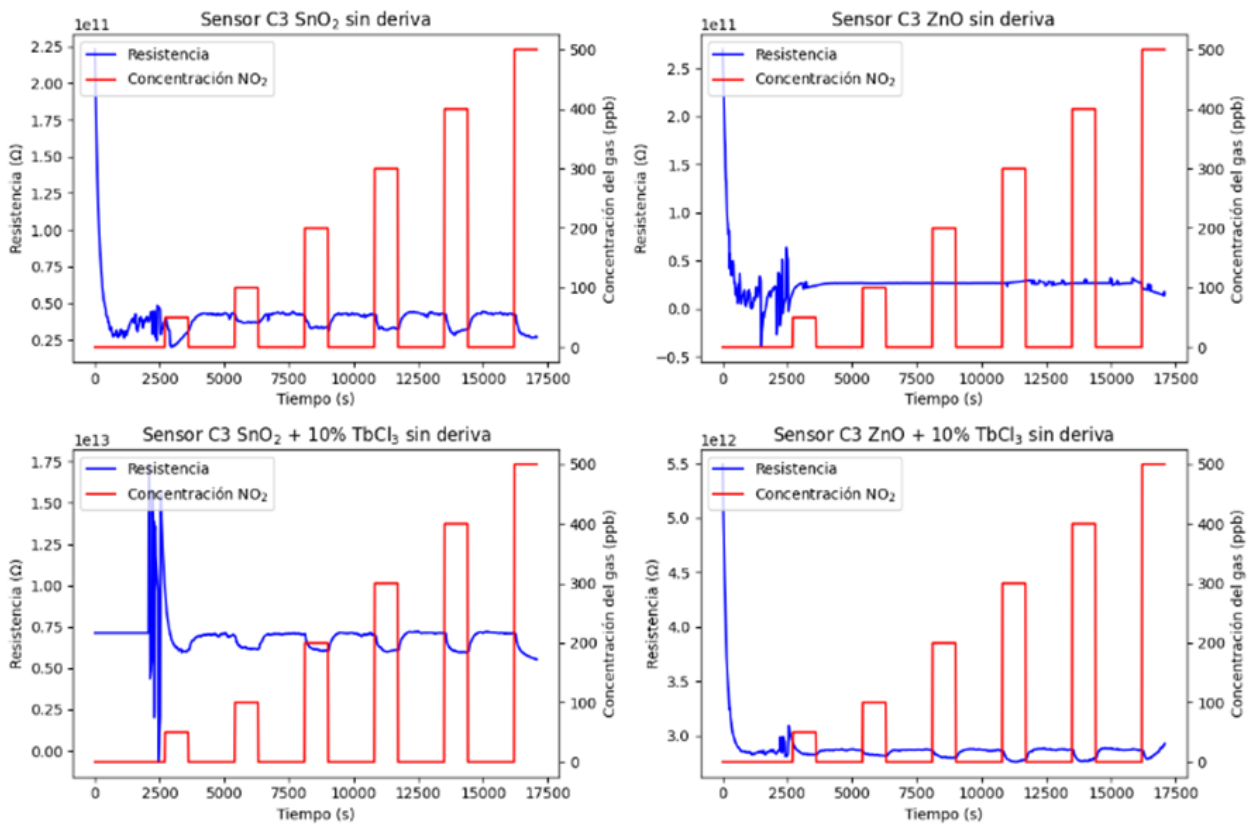 Sensor C3 SnO₂ sin deriva
1e11
Resistencia
Concentración NO₂
2.25
2.00
1.75
1.50
1.25
1.00
0.75
0.50
0.25
Resistencia (Ω)
500
400
300
200
100
0
Concentración del gas (ppb)
0 2500 5000 7500 10000 12500 15000 17500
Tiempo (s)
Sensor C3 ZnO sin deriva
1e11
Resistencia
Concentración NO₂
2.5
2.0
1.5
1.0
0.5
0.0
−0.5
Resistencia (Ω)
500
400
300
200
100
0
Concentración del gas (ppb)
0 2500 5000 7500 10000 12500 15000 17500
Tiempo (s)
Sensor C3 SnO₂ + 10% TbCl₃ sin deriva
1e13
Resistencia
Concentración NO₂
1.75
1.50
1.25
1.00
0.75
0.50
0.25
0.00
Resistencia (Ω)
500
400
300
200
100
0
Concentración del gas (ppb)
0 2500 5000 7500 10000 12500 15000 17500
Tiempo (s)
Sensor C3 ZnO + 10% TbCl₃ sin deriva
1e12
Resistencia
Concentración NO₂
5.5
5.0
4.5
4.0
3.5
3.0
Resistencia (Ω)
500
400
300
200
100
0
Concentración del gas (ppb)
0 2500 5000 7500 10000 12500 15000 17500
Tiempo (s)